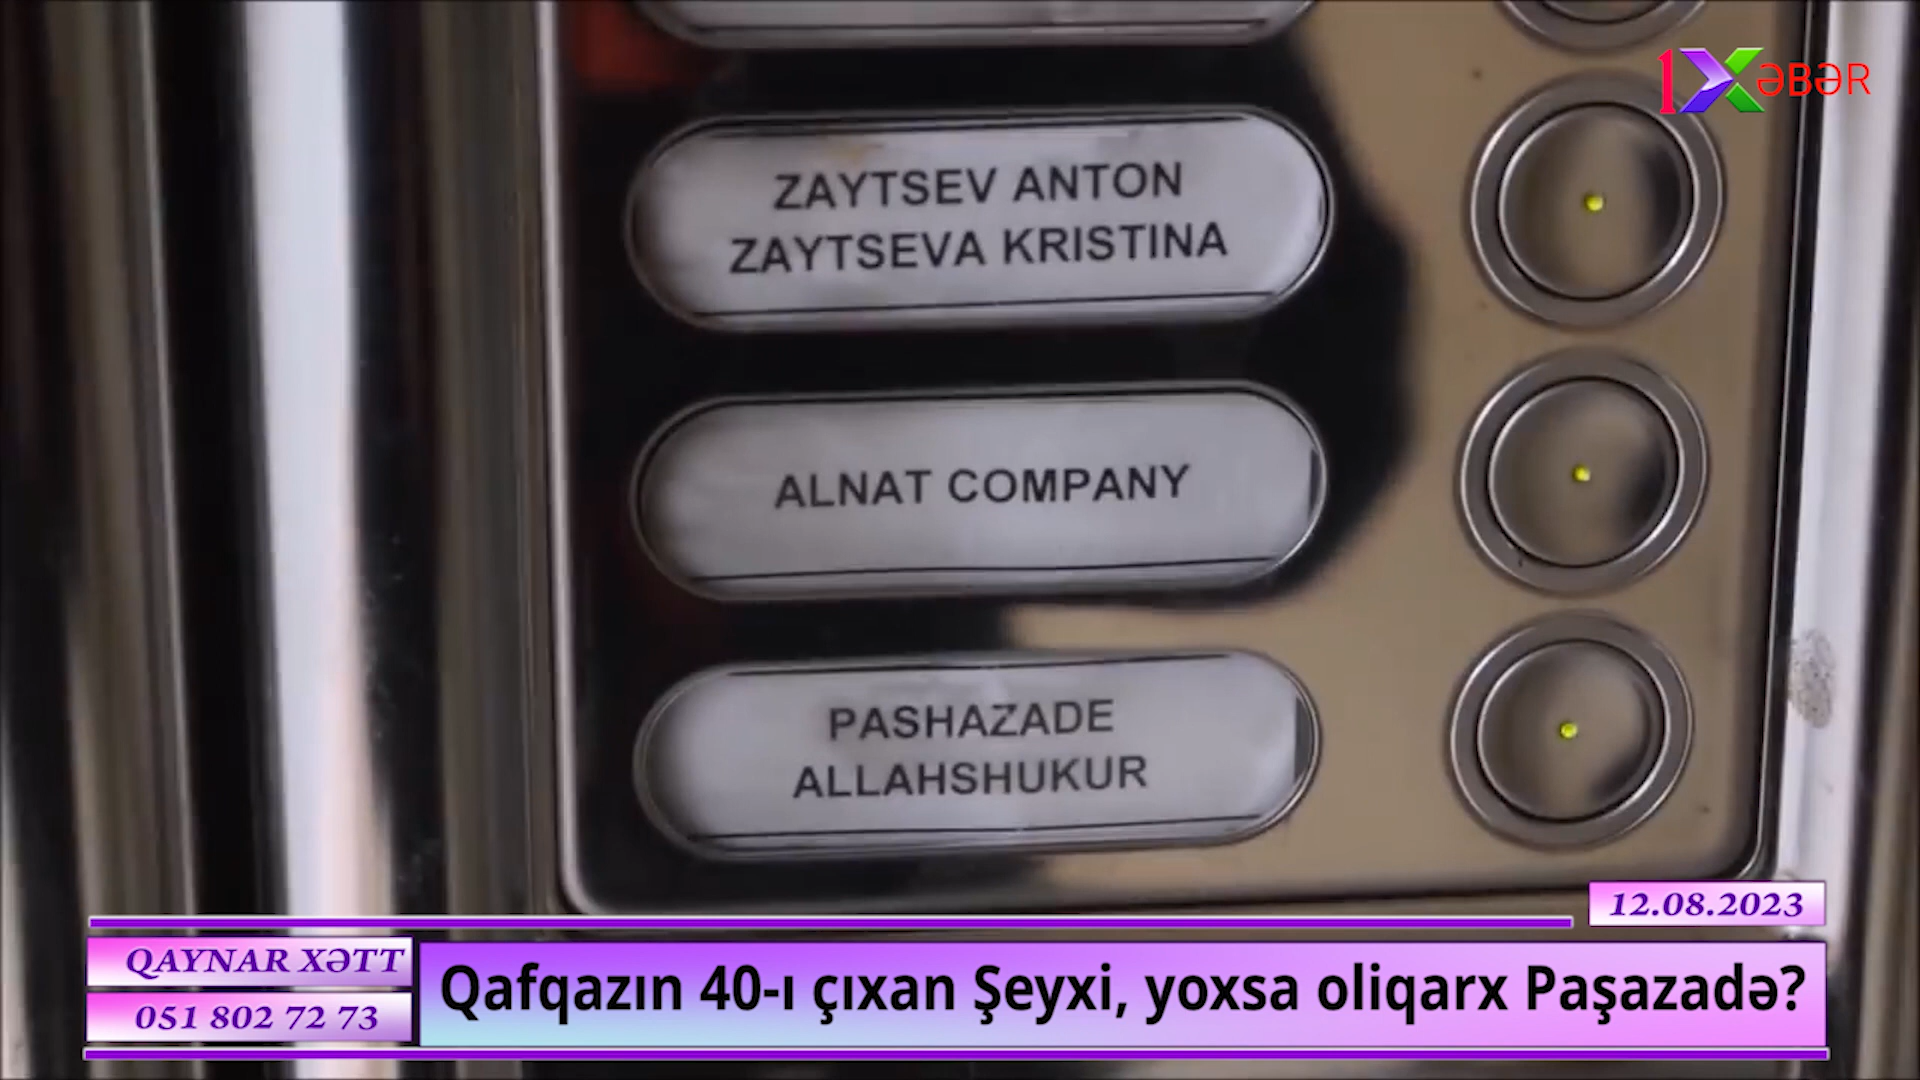 1XƏBƏR
ZAYTSEV ANTON
ZAYTSEVA KRISTINA
ALNAT COMPANY
PASHAZADE
ALLAHSHUKUR
12.08.2023
QAYNAR XƏTT
051 802 72 73
Qafqazın 40-ı çıxan Şeyxi, yoxsa oliqarx Paşazadə?